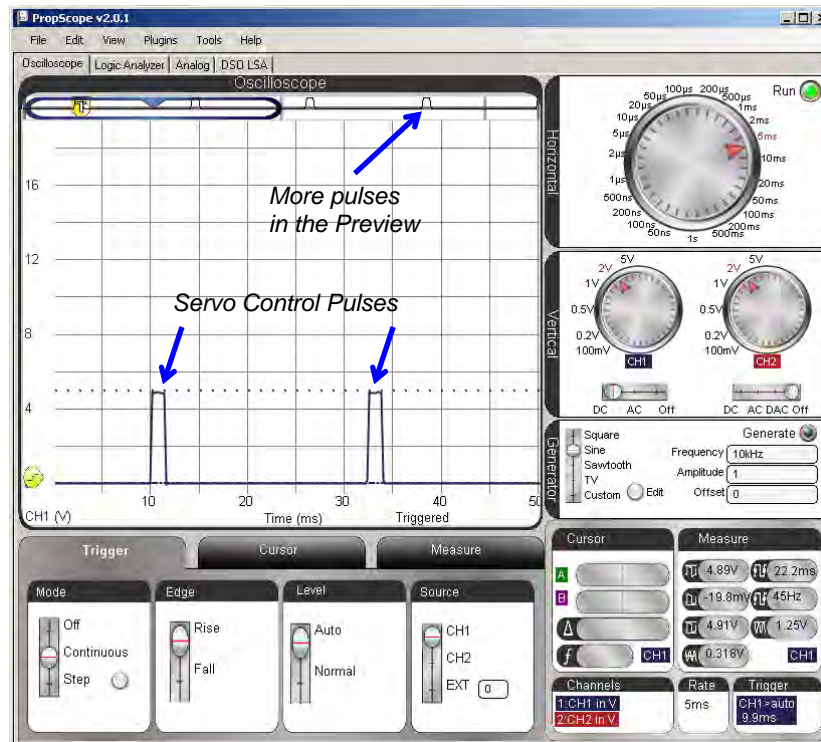 PropScope v2.0.1
File Edit View Plugins Tools Help
Oscilloscope Logic Analyzer Analog DSO LSA
Oscilloscope
More pulses
in the Preview
Servo Control Pulses
16
12
8
4
10 20 30 40 50
CH1 (V) Time (ms) Triggered
Horizontal
Run
50µs 100µs 200µs 500µs
20µs 1ms
10µs 2ms
5µs 5ms
2µs 10ms
1µs 20ms
500ns 50ms
200ns 100ms
100ns 50ns 1s 500ms 200ms
Vertical
5V 5V
2V 2V
1V 1V
0.5V 0.5V
0.2V 0.2V
100mV 100mV
CH1 CH2
DC AC Off DC AC DAC Off
Generator
Square
Sine
Sawtooth
TV
Custom Edit
Generate
Frequency 10kHz
Amplitude 1
Offset 0
Trigger Cursor Measure
Mode
Off
Continuous
Step
Edge
Rise
Fall
Level
Auto
Normal
Source
CH1
CH2
EXT 0
Cursor
A
B
Δ
f CH1
Measure
4.89V 22.2ms
-19.8mV 45Hz
4.91V 1.25V
0.318V CH1
Channels
1:CH1 in V
2:CH2 in V
Rate
5ms
Trigger
CH1>auto
9.9ms